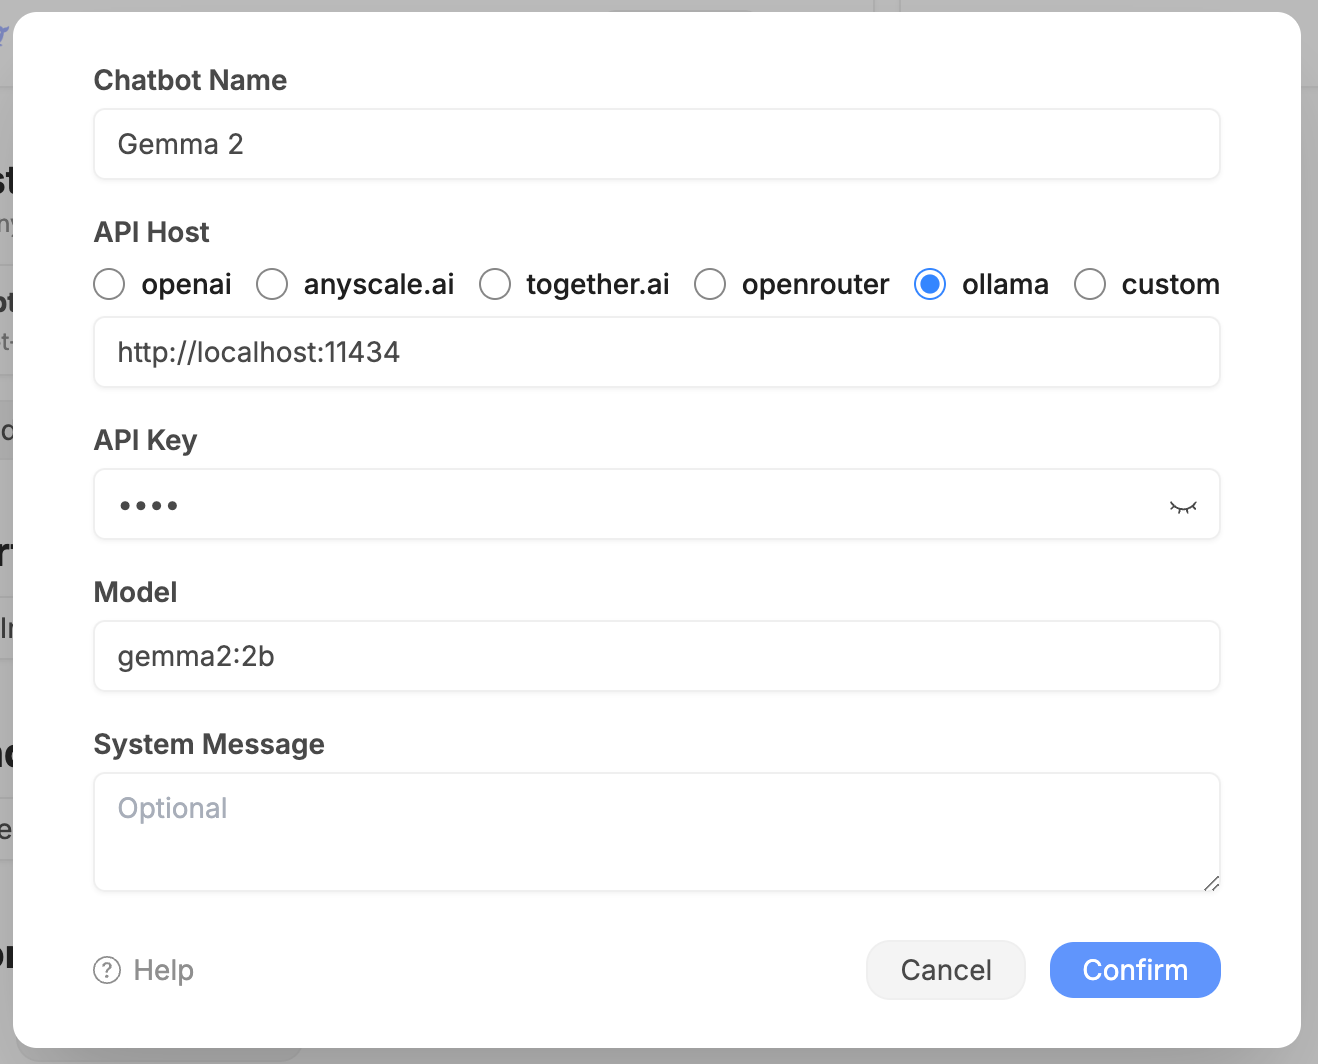 Chatbot Name
Gemma 2
API Host
openai anyscale.ai together.ai openrouter ollama custom
http://localhost:11434
API Key
••••
Model
gemma2:2b
System Message
Optional
Help Cancel Confirm